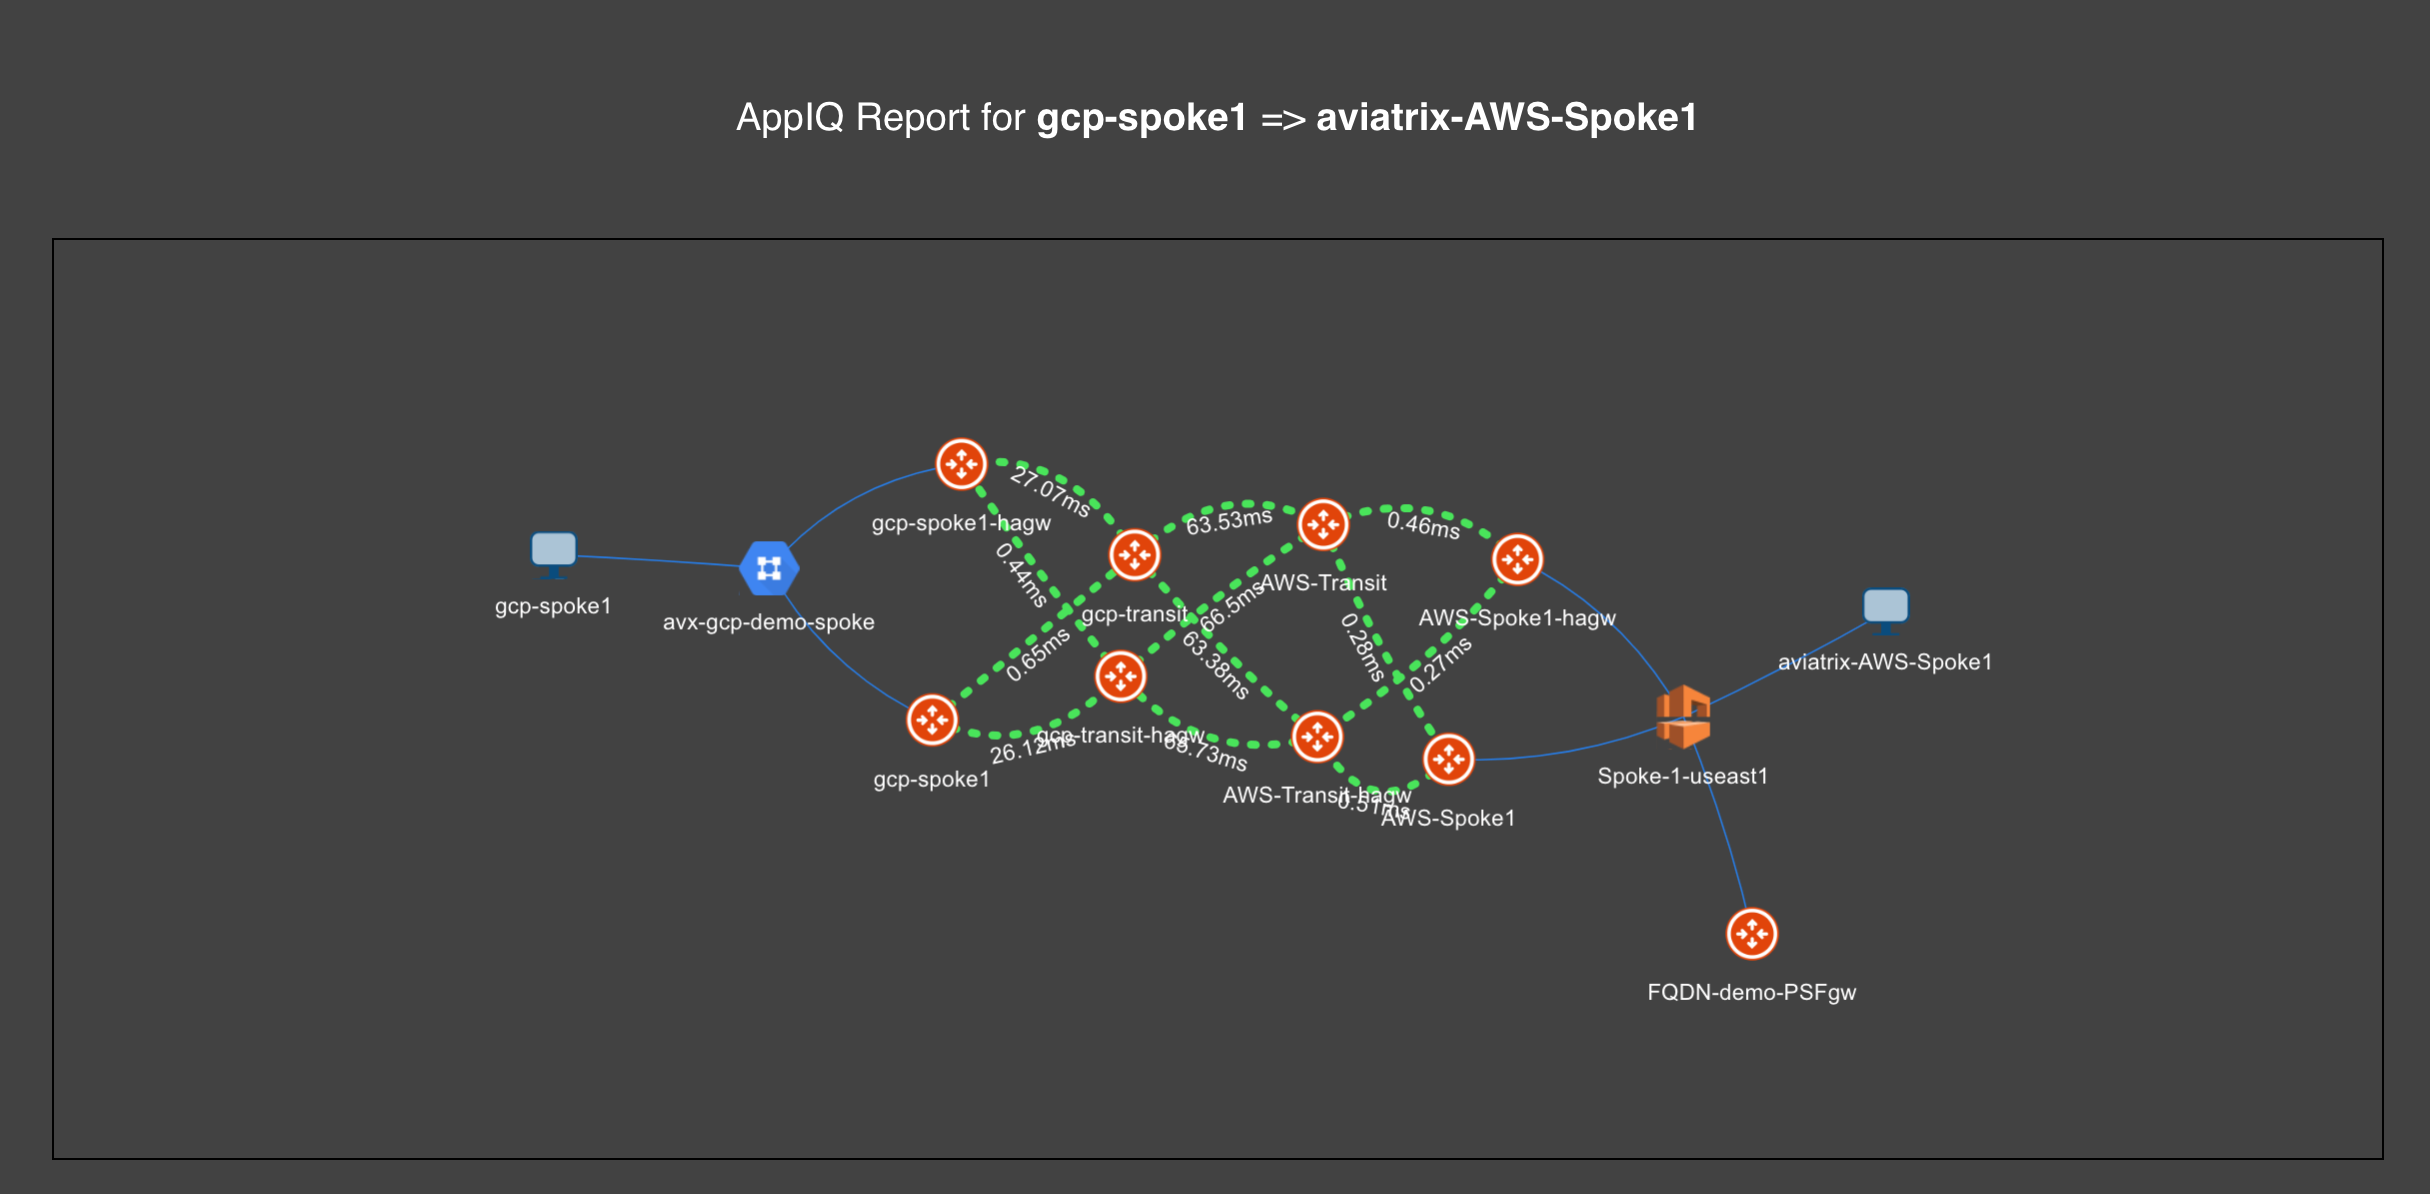 AppIQ Report for gcp-spoke1 => aviatrix-AWS-Spoke1
27.07ms
63.53ms
0.46ms
gcp-spoke1-hagw
0.44ms
AWS-Transit
66.5ms
gcp-spoke1
avx-gcp-demo-spoke
gcp-transit
AWS-Spoke1-hagw
0.65ms
63.38ms
0.28ms
0.27ms
aviatrix-AWS-Spoke1
gcp-transit-hagw
26.12ms
gcp-spoke1
Spoke-1-useast1
AWS-Transit-hagw
0.51ms
AWS-Spoke1
FQDN-demo-PSFgw